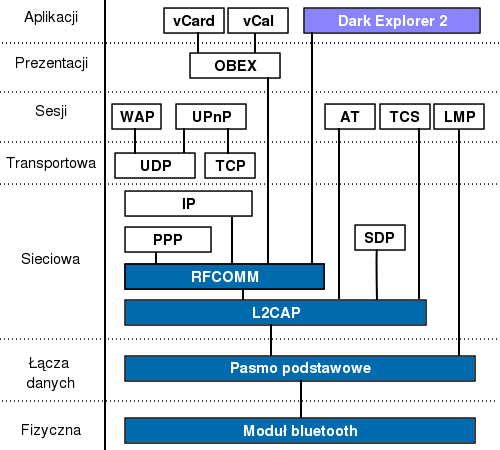 Aplikacji
vCard
vCal
Dark Explorer 2
Prezentacji
OBEX
Sesji
WAP
UPnP
AT
TCS
LMP
Transportowa
UDP
TCP
IP
PPP
SDP
Sieciowa
RFCOMM
L2CAP
Łącza
danych
Pasmo podstawowe
Fizyczna
Moduł bluetooth